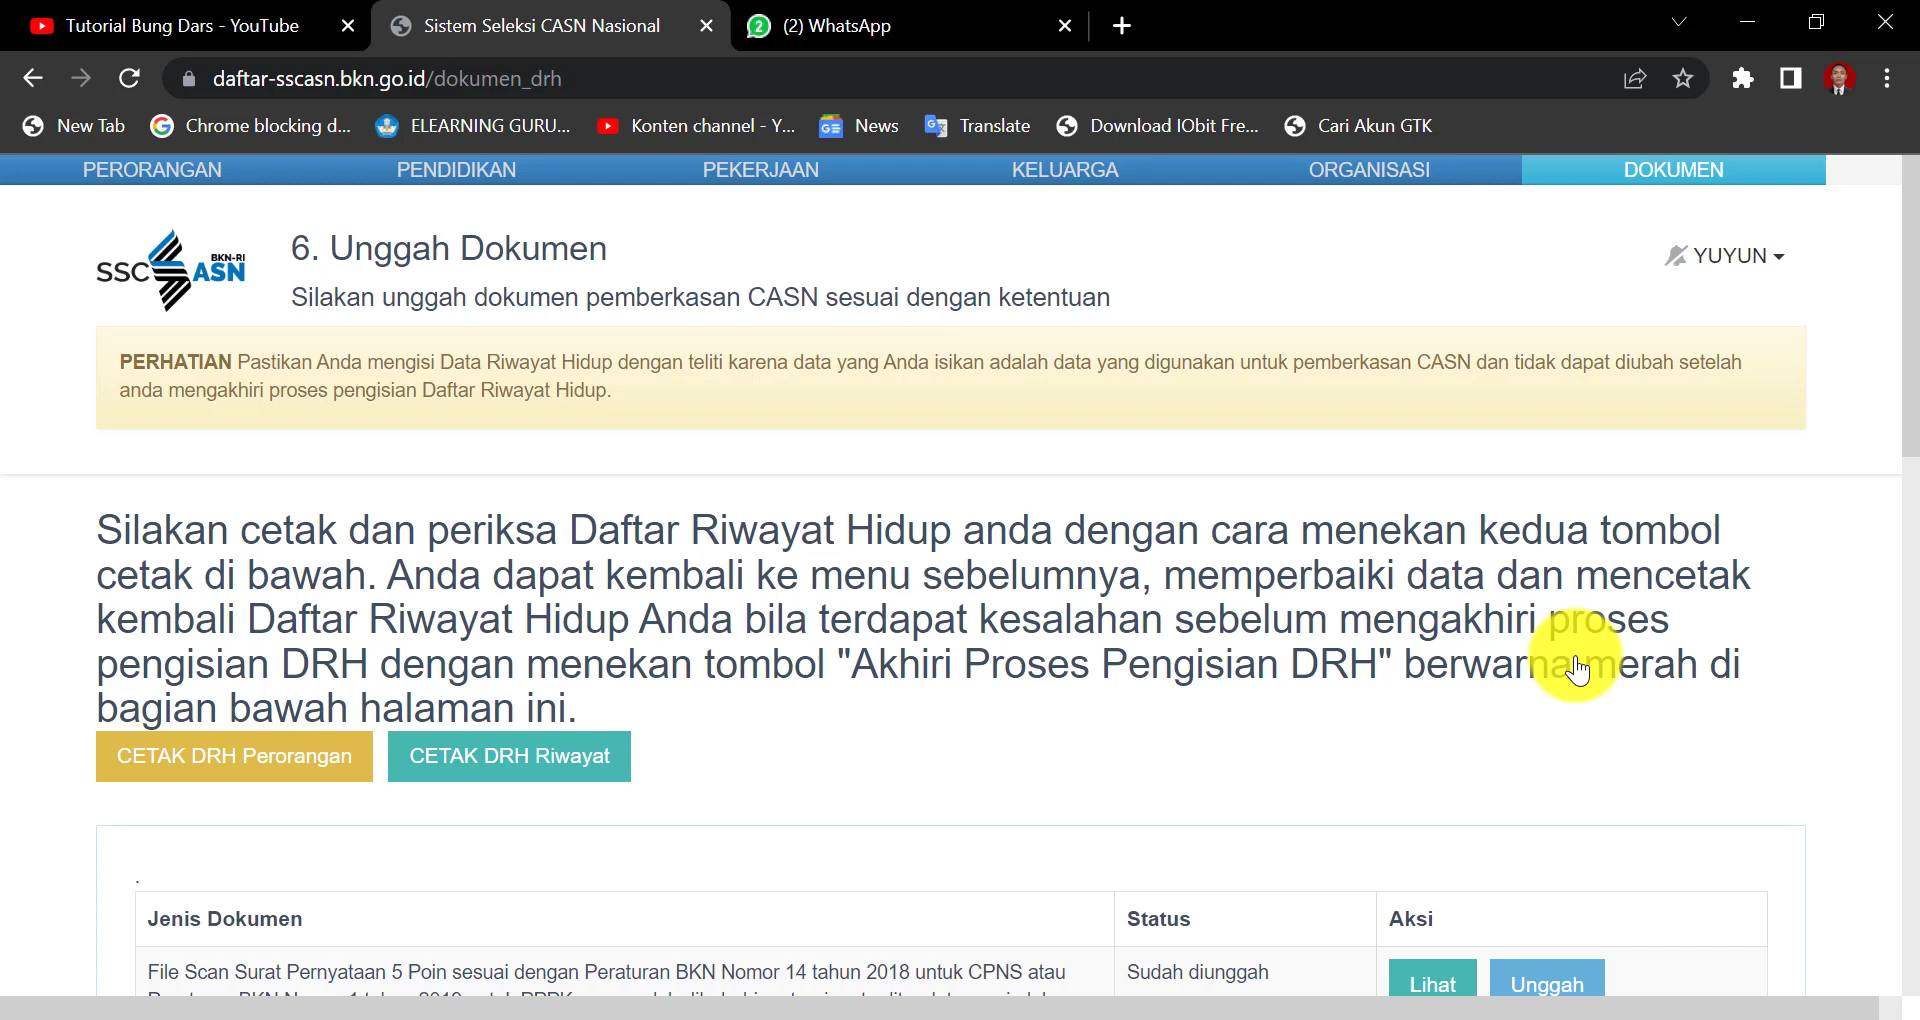 Tutorial Bung Dars - YouTube
Sistem Seleksi CASN Nasional
2
(2) WhatsApp
daftar-sscasn.bkn.go.id/dokumen_drh
New Tab
Chrome blocking d...
ELEARNING GURU...
Konten channel - Y...
News
Translate
Download IObit Fre...
Cari Akun GTK
PERORANGAN
PENDIDIKAN
PEKERJAAN
KELUARGA
ORGANISASI
DOKUMEN
SSC ASN
BKN-RI
6. Unggah Dokumen
Silakan unggah dokumen pemberkasan CASN sesuai dengan ketentuan
YUYUN
PERHATIAN Pastikan Anda mengisi Data Riwayat Hidup dengan teliti karena data yang Anda isikan adalah data yang digunakan untuk pemberkasan CASN dan tidak dapat diubah setelah
anda mengakhiri proses pengisian Daftar Riwayat Hidup.
Silakan cetak dan periksa Daftar Riwayat Hidup anda dengan cara menekan kedua tombol
cetak di bawah. Anda dapat kembali ke menu sebelumnya, memperbaiki data dan mencetak
kembali Daftar Riwayat Hidup Anda bila terdapat kesalahan sebelum mengakhiri proses
pengisian DRH dengan menekan tombol "Akhiri Proses Pengisian DRH" berwarna merah di
bagian bawah halaman ini.
CETAK DRH Perorangan
CETAK DRH Riwayat
.
Jenis Dokumen
Status
Aksi
File Scan Surat Pernyataan 5 Poin sesuai dengan Peraturan BKN Nomor 14 tahun 2018 untuk CPNS atau
Sudah diunggah
Lihat
Unggah